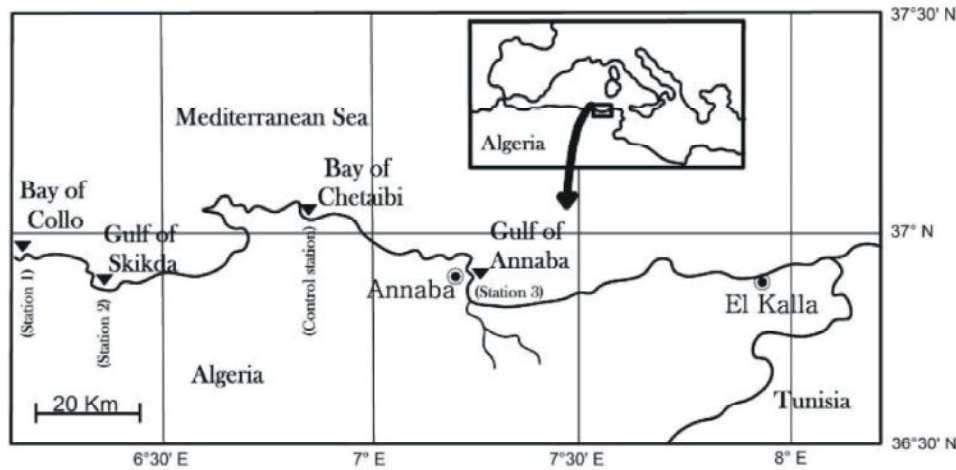 37°30' N
Mediterranean Sea
Algeria
Bay of
Collo
Bay of
Chetaibi
Gulf of
Skikda
37° N
Gulf of
Annaba
Annaba
(Station 3)
El Kalla
(Station 1)
(Station 2)
(Control station)
Algeria
Tunisia
20 Km
36°30' N
6°30' E
7° E
7°30' E
8° E